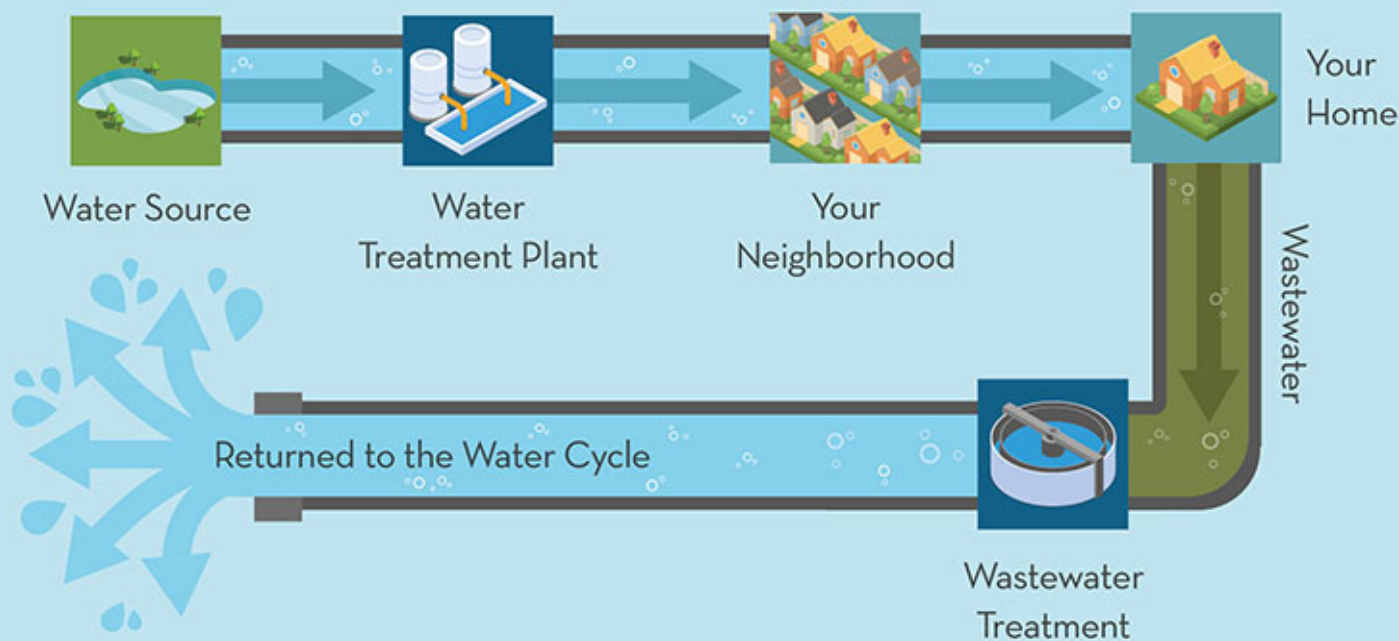 Water Source
Water
Treatment Plant
Your
Neighborhood
Your
Home
Wastewater
Wastewater
Treatment
Returned to the Water Cycle